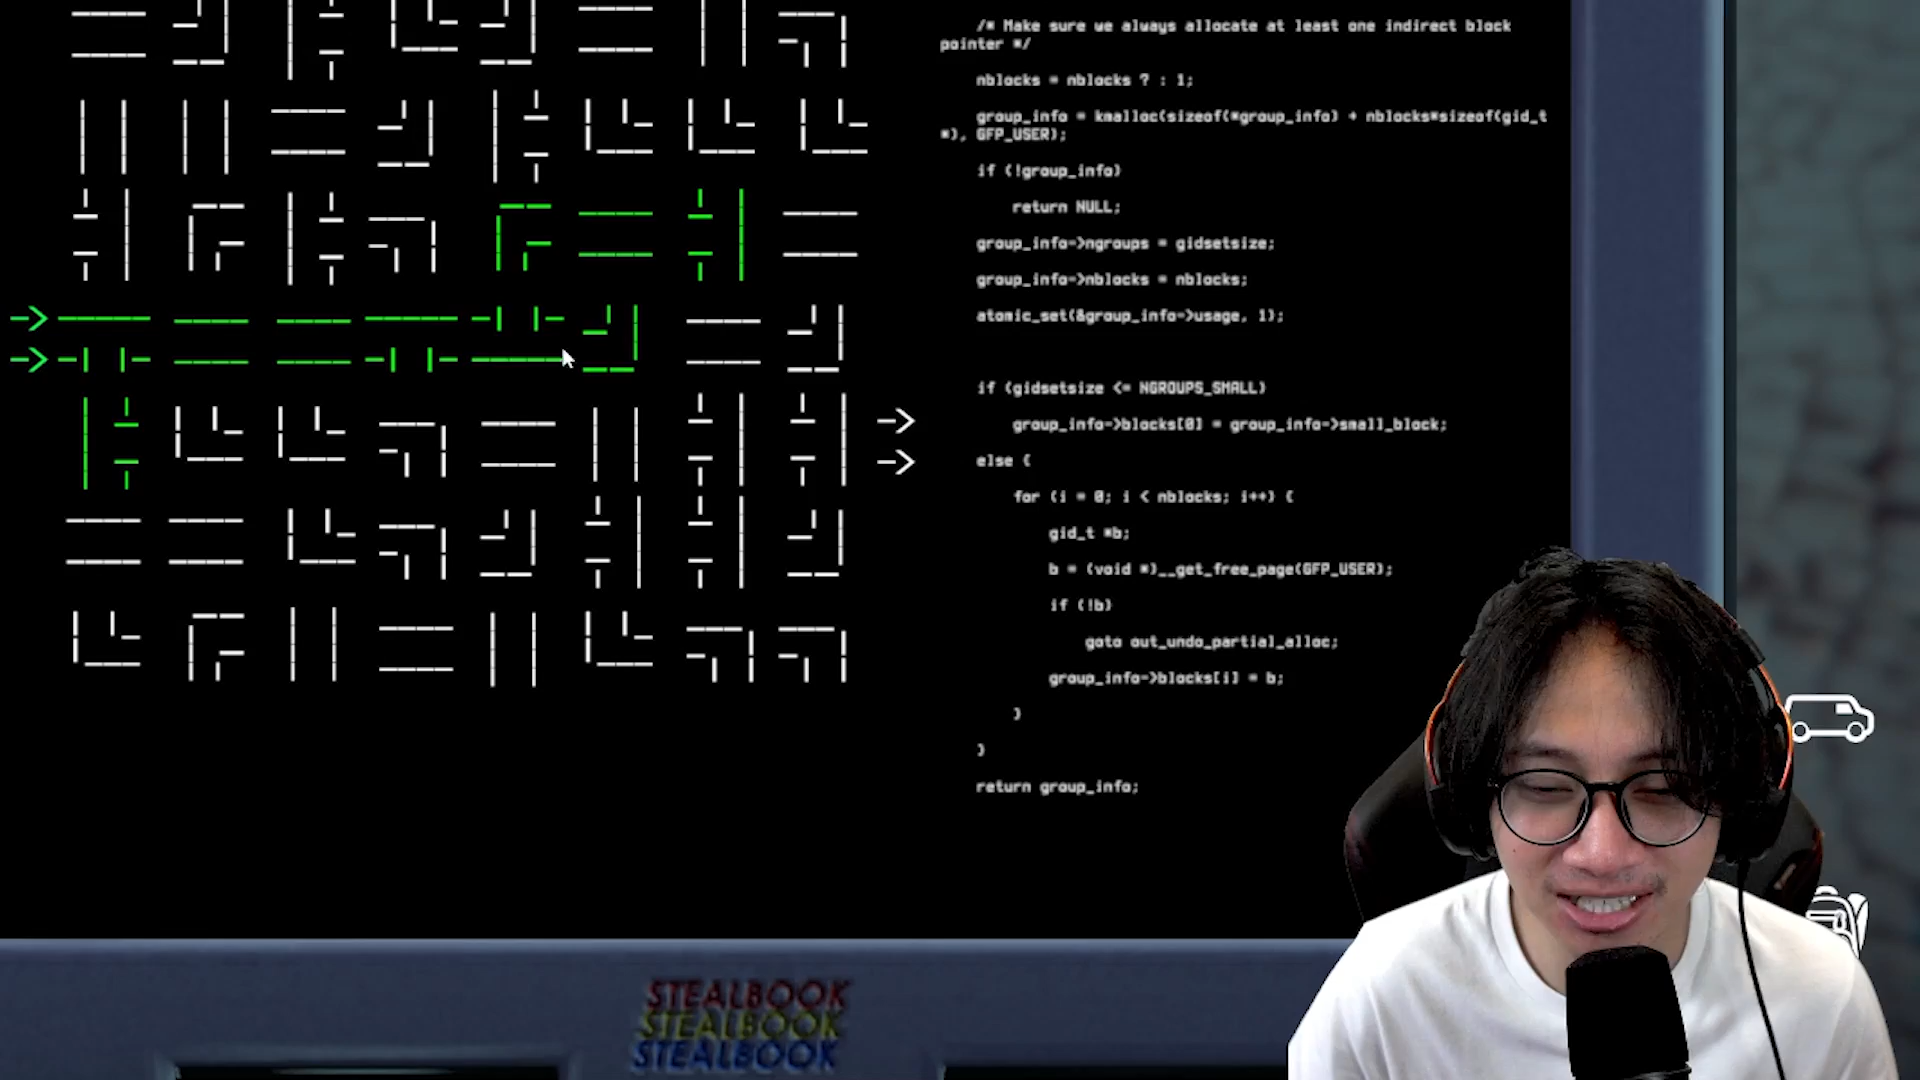 /* Make sure we always allocate at least one indirect block
pointer */
nblocks = nblocks ? : 1;
group_info = kmalloc(sizeof(*group_info) + nblocks*sizeof(gid_t
*), GFP_USER);
if (!group_info)
return NULL;
group_info->ngroups = gidsetsize;
group_info->nblocks = nblocks;
atomic_set(&group_info->usage, 1);
if (gidsetsize <= NGROUPS_SMALL)
group_info->blocks[0] = group_info->small_block;
else {
for (i = 0; i < nblocks; i++) {
gid_t *b;
b = (void *)__get_free_page(GFP_USER);
if (!b)
goto out_undo_partial_alloc;
group_info->blocks[i] = b;
}
}
return group_info;
STEALBOOK
STEALBOOK
STEALBOOK